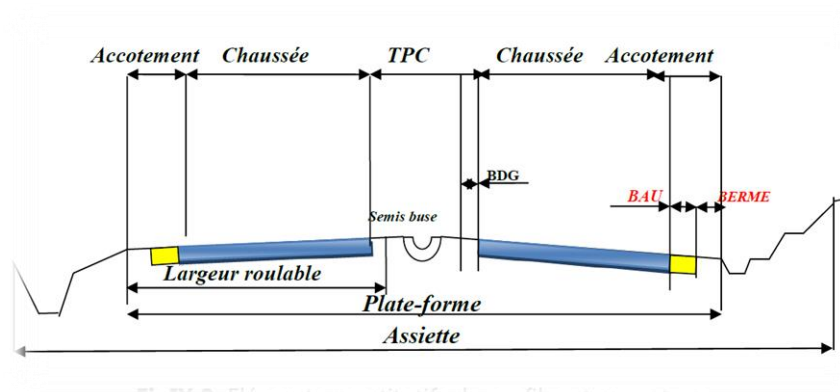 Accotement Chaussée TPC Chaussée Accotement
BDG
BAU BERME
Semis buse
Largeur roulable
Plate-forme
Assiette